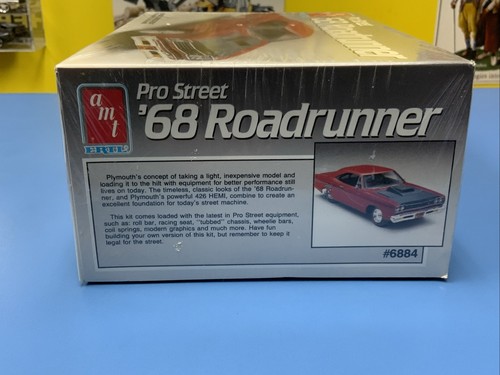 Pro Street
'68 Roadrunner
amt
ERTL
Plymouth's concept of taking a light, inexpensive model and
loading it to the hilt with equipment for better performance still
lives on today. The timeless, classic looks of the '68 Roadrun-
ner, and Plymouth's powerful 426 HEMI, combine to create an
excellent foundation for today's street machine.
This kit comes loaded with the latest in Pro Street equipment,
such as: roll bar, racing seat, "tubbed" chassis, wheelie bars,
coil springs, modern graphics and much more. Have fun
building your own version of this kit, but remember to keep it
legal for the street.
#6884